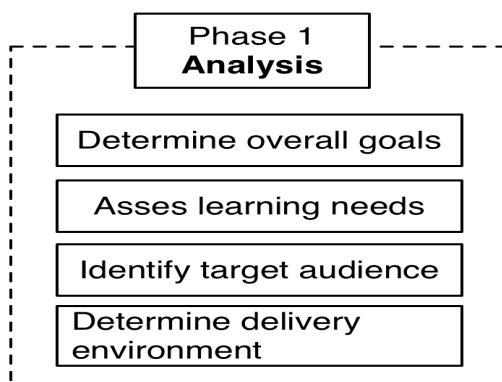 Phase 1
Analysis
Determine overall goals
Asses learning needs
Identify target audience
Determine delivery
environment